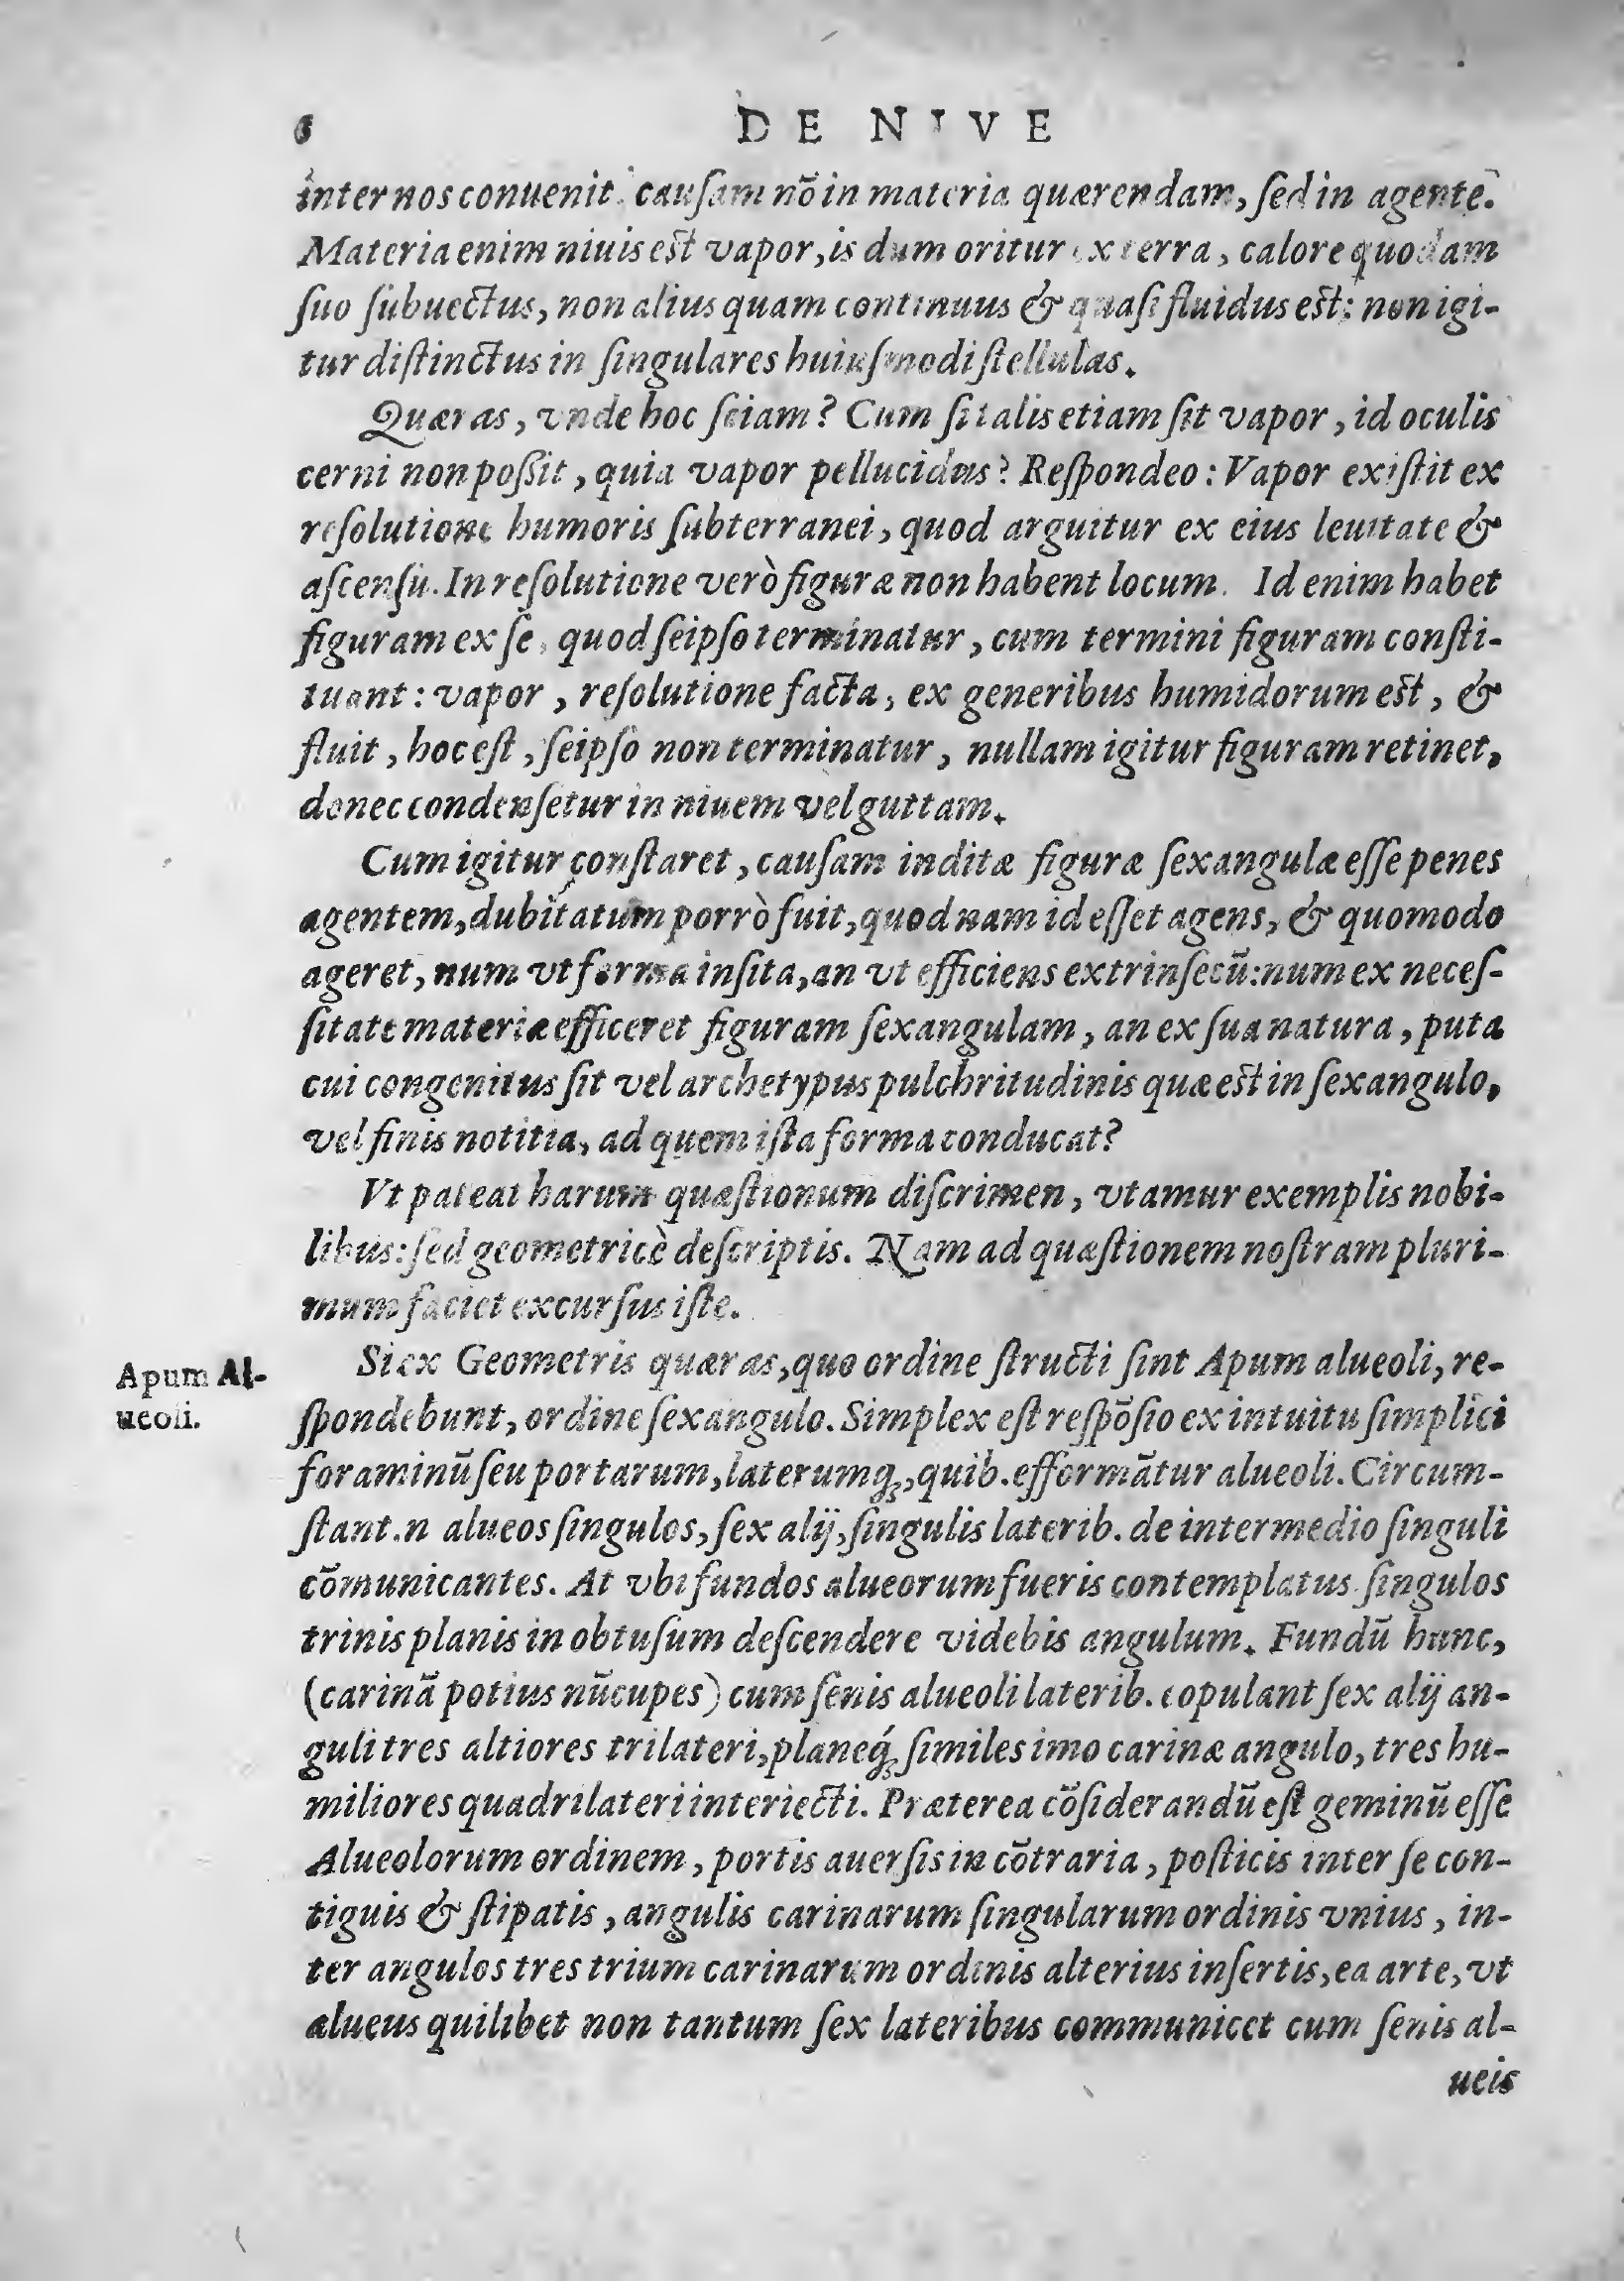 6 DE NIVE
inter nos conuenit causam nō in materia quærendam, ſed in agente.
Materia enim niuis eſt vapor, is dum oritur ex terra, calore quodam
ſuo ſubuectus, non alius quam continuus & quaſi fluidus eſt; non igi-
tur diſtinctus in ſingulares huiuſmodi ſtellulas.
Quæras, vnde hoc ſciam? Cum ſi talis etiam ſit vapor, id oculis
cerni non poßit, quia vapor pellucidus? Reſpondeo: Vapor exiſtit ex
reſolutione humoris ſubterranei, quod arguitur ex eius leuitate &
aſcenſu. In reſolutione verò figuræ non habent locum. Id enim habet
figuram ex ſe, quod ſeipſo terminatur, cum termini figuram conſti-
tuant: vapor, reſolutione facta, ex generibus humidorum eſt, &
fluit, hoc eſt, ſeipſo non terminatur, nullam igitur figuram retinet,
donec condenſetur in niuem vel guttam.
Cum igitur conſtaret, cauſam inditæ figuræ ſexangulæ eſſe penes
agentem, dubitatum porrò fuit, quodnam id eſſet agens, & quomodo
ageret, num vt forma inſita, an vt efficiens extrinſecū: num ex neceſ-
ſitate materiæ efficeret figuram ſexangulam, an ex ſua natura, puta
cui congenitus ſit vel archetypus pulchritudinis quæ eſt in ſexangulo,
vel finis notitia, ad quem iſta forma conducat?
Vt pateat harum quæſtionum diſcrimen, vtamur exemplis nobi-
libus: ſed geometricè deſcriptis. Nam ad quæſtionem noſtram pluri-
mum faciet excurſus iſte.
Apum Al-
ueoli.
Si ex Geometris quæras, quo ordine ſtructi ſint Apum alueoli, re-
ſpondebunt, ordine ſexangulo. Simplex eſt reſpōſio ex intuitu ſimplici
foraminū ſeu portarum, laterumq́ꝫ, quib. efformātur alueoli. Circum-
ſtant .n alueos ſingulos, ſex alij, ſingulis laterib. de intermedio ſinguli
cōmunicantes. At vbi fundos alueorum fueris contemplatus ſingulos
trinis planis in obtuſum deſcendere videbis angulum. Fundū hunc,
(carinā potius nūcupes) cum ſenis alueoli laterib. copulant ſex alij an-
guli tres altiores trilateri, planeq́ꝫ ſimiles imo carinæ angulo, tres hu-
miliores quadrilateri interiecti. Præterea cōſiderandū eſt geminū eſſe
Alueolorum ordinem, portis auerſis in cōtraria, poſticis inter ſe con-
tiguis & ſtipatis, angulis carinarum ſingularum ordinis vnius, in-
ter angulos tres trium carinarum ordinis alterius inſertis, ea arte, vt
alueus quilibet non tantum ſex lateribus communicet cum ſenis al-
ueis